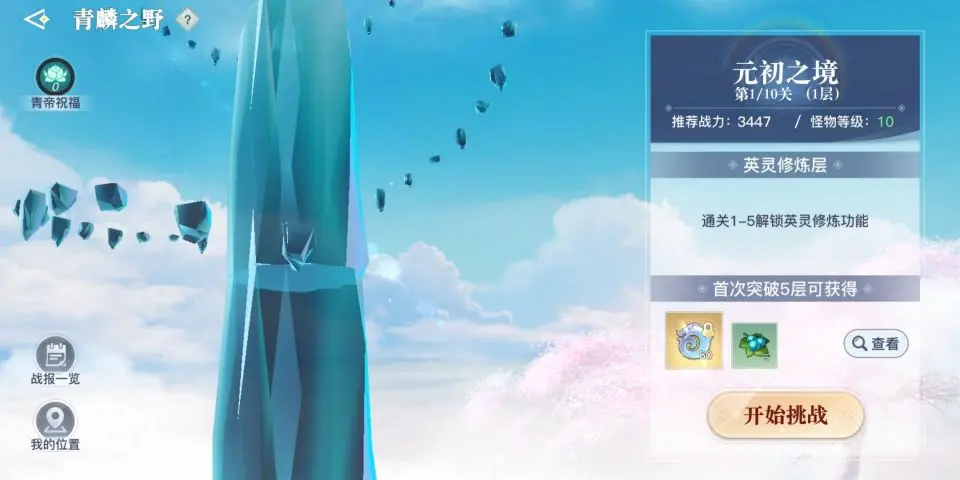 青麟之野
?
0
青帝祝福
元初之境
第1/10关 (1层)
推荐战力：3447 / 怪物等级：10
英灵修炼层
通关1-5解锁英灵修炼功能
首次突破5层可获得
50
查看
开始挑战
战报一览
我的位置